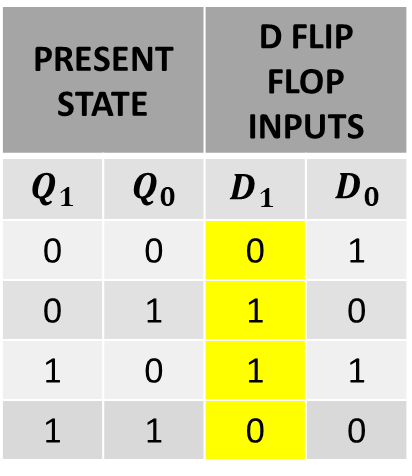 PRESENT STATE D FLIP FLOP INPUTS
Q1 Q0 D1 D0
0 0 0 1
0 1 1 0
1 0 1 1
1 1 0 0